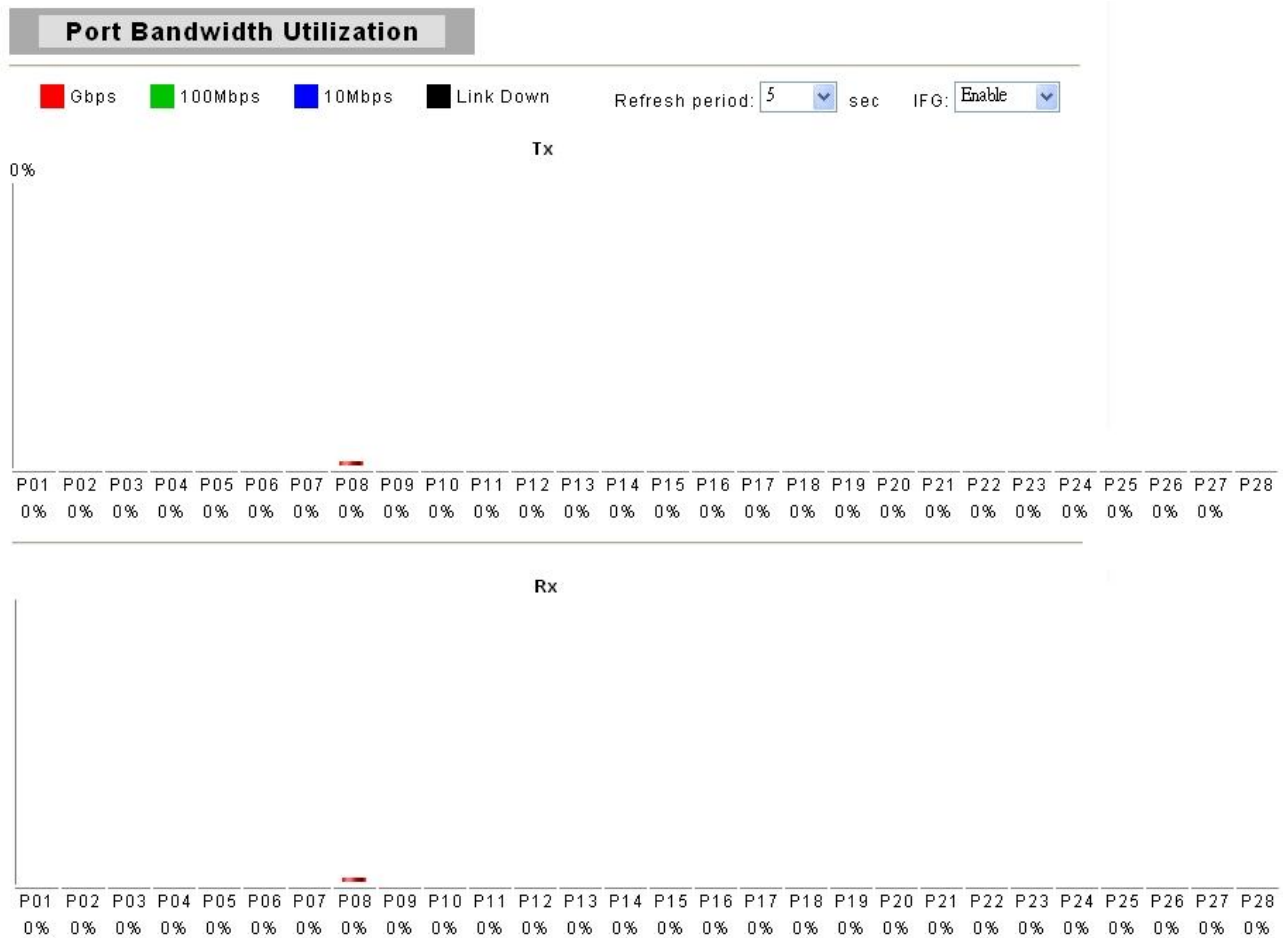 Port Bandwidth Utilization
Gbps 100Mbps 10Mbps Link Down Refresh period: 5 sec IFG: Enable
Tx
0%
P01 P02 P03 P04 P05 P06 P07 P08 P09 P10 P11 P12 P13 P14 P15 P16 P17 P18 P19 P20 P21 P22 P23 P24 P25 P26 P27 P28
0% 0% 0% 0% 0% 0% 0% 0% 0% 0% 0% 0% 0% 0% 0% 0% 0% 0% 0% 0% 0% 0% 0% 0% 0% 0% 0%
Rx
P01 P02 P03 P04 P05 P06 P07 P08 P09 P10 P11 P12 P13 P14 P15 P16 P17 P18 P19 P20 P21 P22 P23 P24 P25 P26 P27 P28
0% 0% 0% 0% 0% 0% 0% 0% 0% 0% 0% 0% 0% 0% 0% 0% 0% 0% 0% 0% 0% 0% 0% 0% 0% 0% 0% 0%